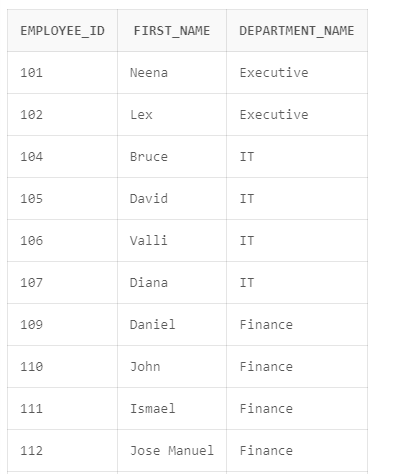 EMPLOYEE_ID FIRST_NAME DEPARTMENT_NAME
101 Neena Executive
102 Lex Executive
104 Bruce IT
105 David IT
106 Valli IT
107 Diana IT
109 Daniel Finance
110 John Finance
111 Ismael Finance
112 Jose Manuel Finance